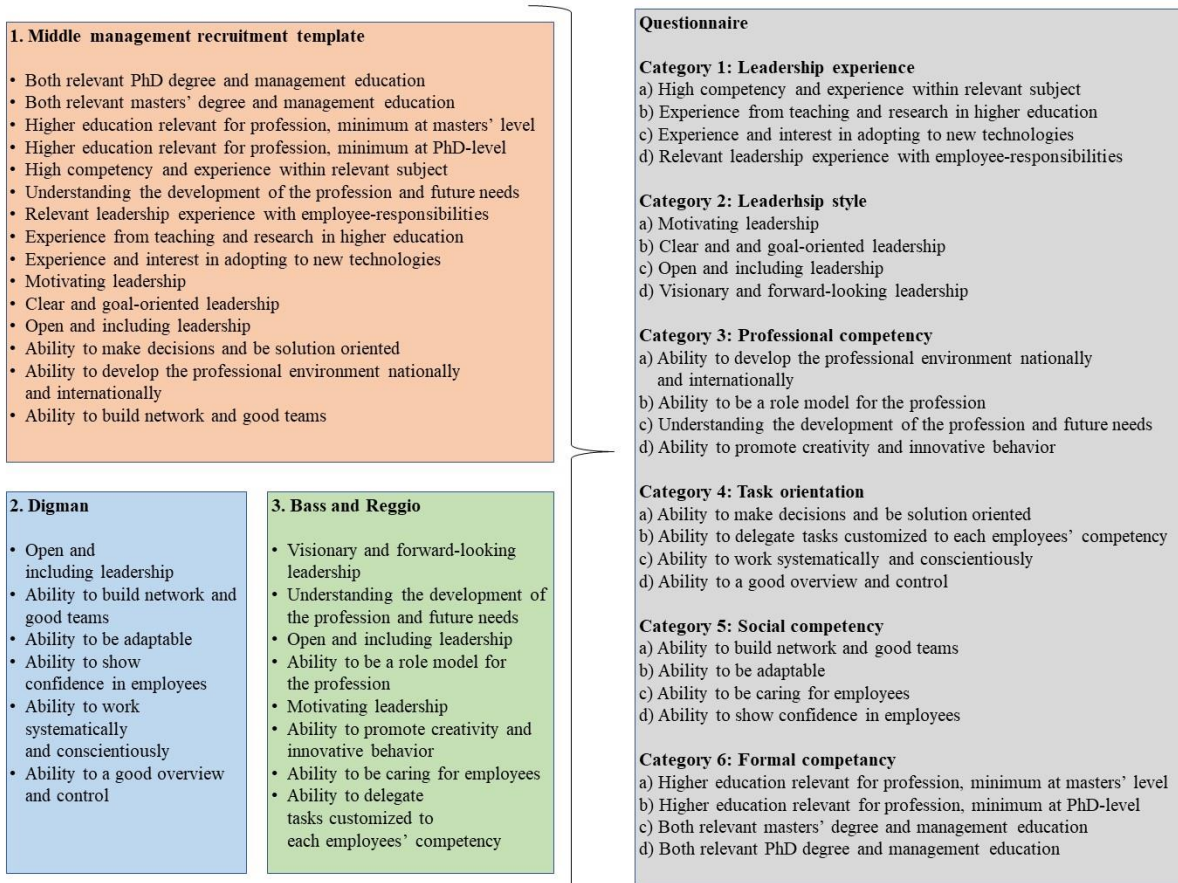 1. Middle management recruitment template
• Both relevant PhD degree and management education
• Both relevant masters' degree and management education
• Higher education relevant for profession, minimum at masters' level
• Higher education relevant for profession, minimum at PhD-level
• High competency and experience within relevant subject
• Understanding the development of the profession and future needs
• Relevant leadership experience with employee-responsibilities
• Experience from teaching and research in higher education
• Experience and interest in adopting to new technologies
• Motivating leadership
• Clear and goal-oriented leadership
• Open and including leadership
• Ability to make decisions and be solution oriented
• Ability to develop the professional environment nationally
and internationally
• Ability to build network and good teams
2. Digman
• Open and
including leadership
• Ability to build network and
good teams
• Ability to be adaptable
• Ability to show
confidence in employees
• Ability to work
systematically
and conscientiously
• Ability to a good overview
and control
3. Bass and Reggio
• Visionary and forward-looking
leadership
• Understanding the development of
the profession and future needs
• Open and including leadership
• Ability to be a role model for
the profession
• Motivating leadership
• Ability to promote creativity and
innovative behavior
• Ability to be caring for employees
• Ability to delegate
tasks customized to
each employees' competency
Questionnaire
Category 1: Leadership experience
a) High competency and experience within relevant subject
b) Experience from teaching and research in higher education
c) Experience and interest in adopting to new technologies
d) Relevant leadership experience with employee-responsibilities
Category 2: Leaderhsip style
a) Motivating leadership
b) Clear and and goal-oriented leadership
c) Open and including leadership
d) Visionary and forward-looking leadership
Category 3: Professional competency
a) Ability to develop the professional environment nationally
and internationally
b) Ability to be a role model for the profession
c) Understanding the development of the profession and future needs
d) Ability to promote creativity and innovative behavior
Category 4: Task orientation
a) Ability to make decisions and be solution oriented
b) Ability to delegate tasks customized to each employees' competency
c) Ability to work systematically and conscientiously
d) Ability to a good overview and control
Category 5: Social competency
a) Ability to build network and good teams
b) Ability to be adaptable
c) Ability to be caring for employees
d) Ability to show confidence in employees
Category 6: Formal competancy
a) Higher education relevant for profession, minimum at masters' level
b) Higher education relevant for profession, minimum at PhD-level
c) Both relevant masters' degree and management education
d) Both relevant PhD degree and management education